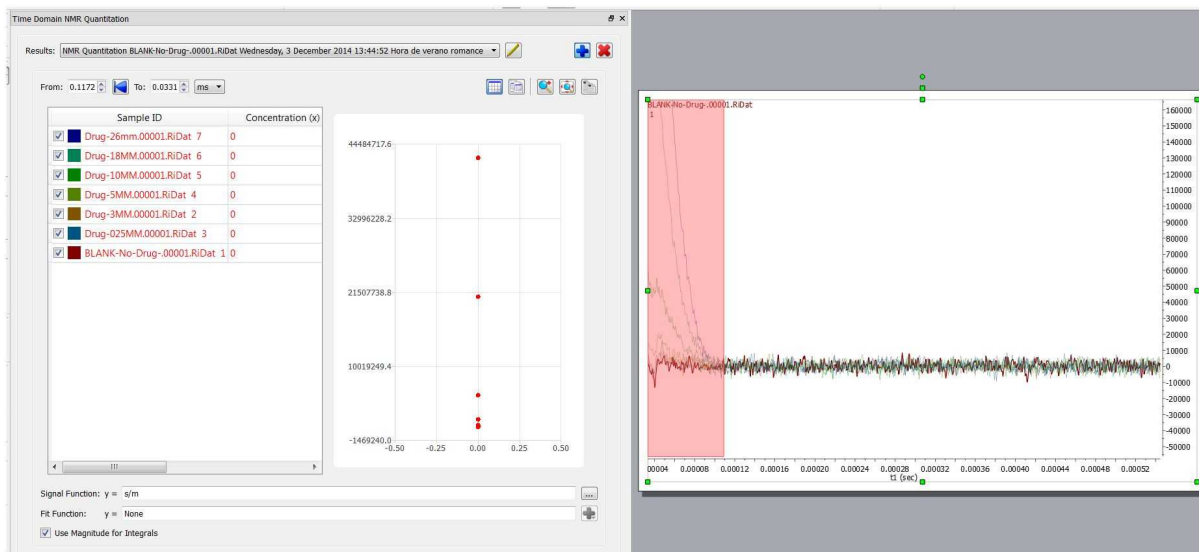 Time Domain NMR Quantitation
Results: NMR Quantitation BLANK-No-Drug-.00001.RiDat Wednesday, 3 December 2014 13:44:52 Hora de verano romance
From: 0.1172 To: 0.0331 ms
Sample ID Concentration (x)
Drug-26mm.00001.RiDat 7 0
Drug-18MM.00001.RiDat 6 0
Drug-10MM.00001.RiDat 5 0
Drug-5MM.00001.RiDat 4 0
Drug-3MM.00001.RiDat 2 0
Drug-025MM.00001.RiDat 3 0
BLANK-No-Drug-.00001.RiDat 1 0
44484717.6
32996228.2
21507738.8
10019249.4
-1469240.0
-0.50 -0.25 0.00 0.25 0.50
Signal Function: y = s/m
...
Fit Function: y = None
Use Magnitude for Integrals
BLANK-No-Drug-.00001.RiDat
1
160000
150000
140000
130000
120000
110000
100000
90000
80000
70000
60000
50000
40000
30000
20000
10000
0
-10000
-20000
-30000
-40000
-50000
.00004 0.00008 0.00012 0.00016 0.00020 0.00024 0.00028 0.00032 0.00036 0.00040 0.00044 0.00048 0.00052
t1 (sec)